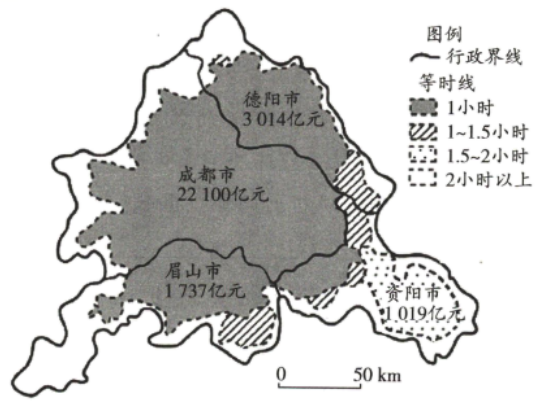 图例
行政界线
等时线
1小时
1~1.5小时
1.5~2小时
2小时以上
德阳市
3 014亿元
成都市
22 100亿元
眉山市
1 737亿元
资阳市
1 019亿元
0 50 km